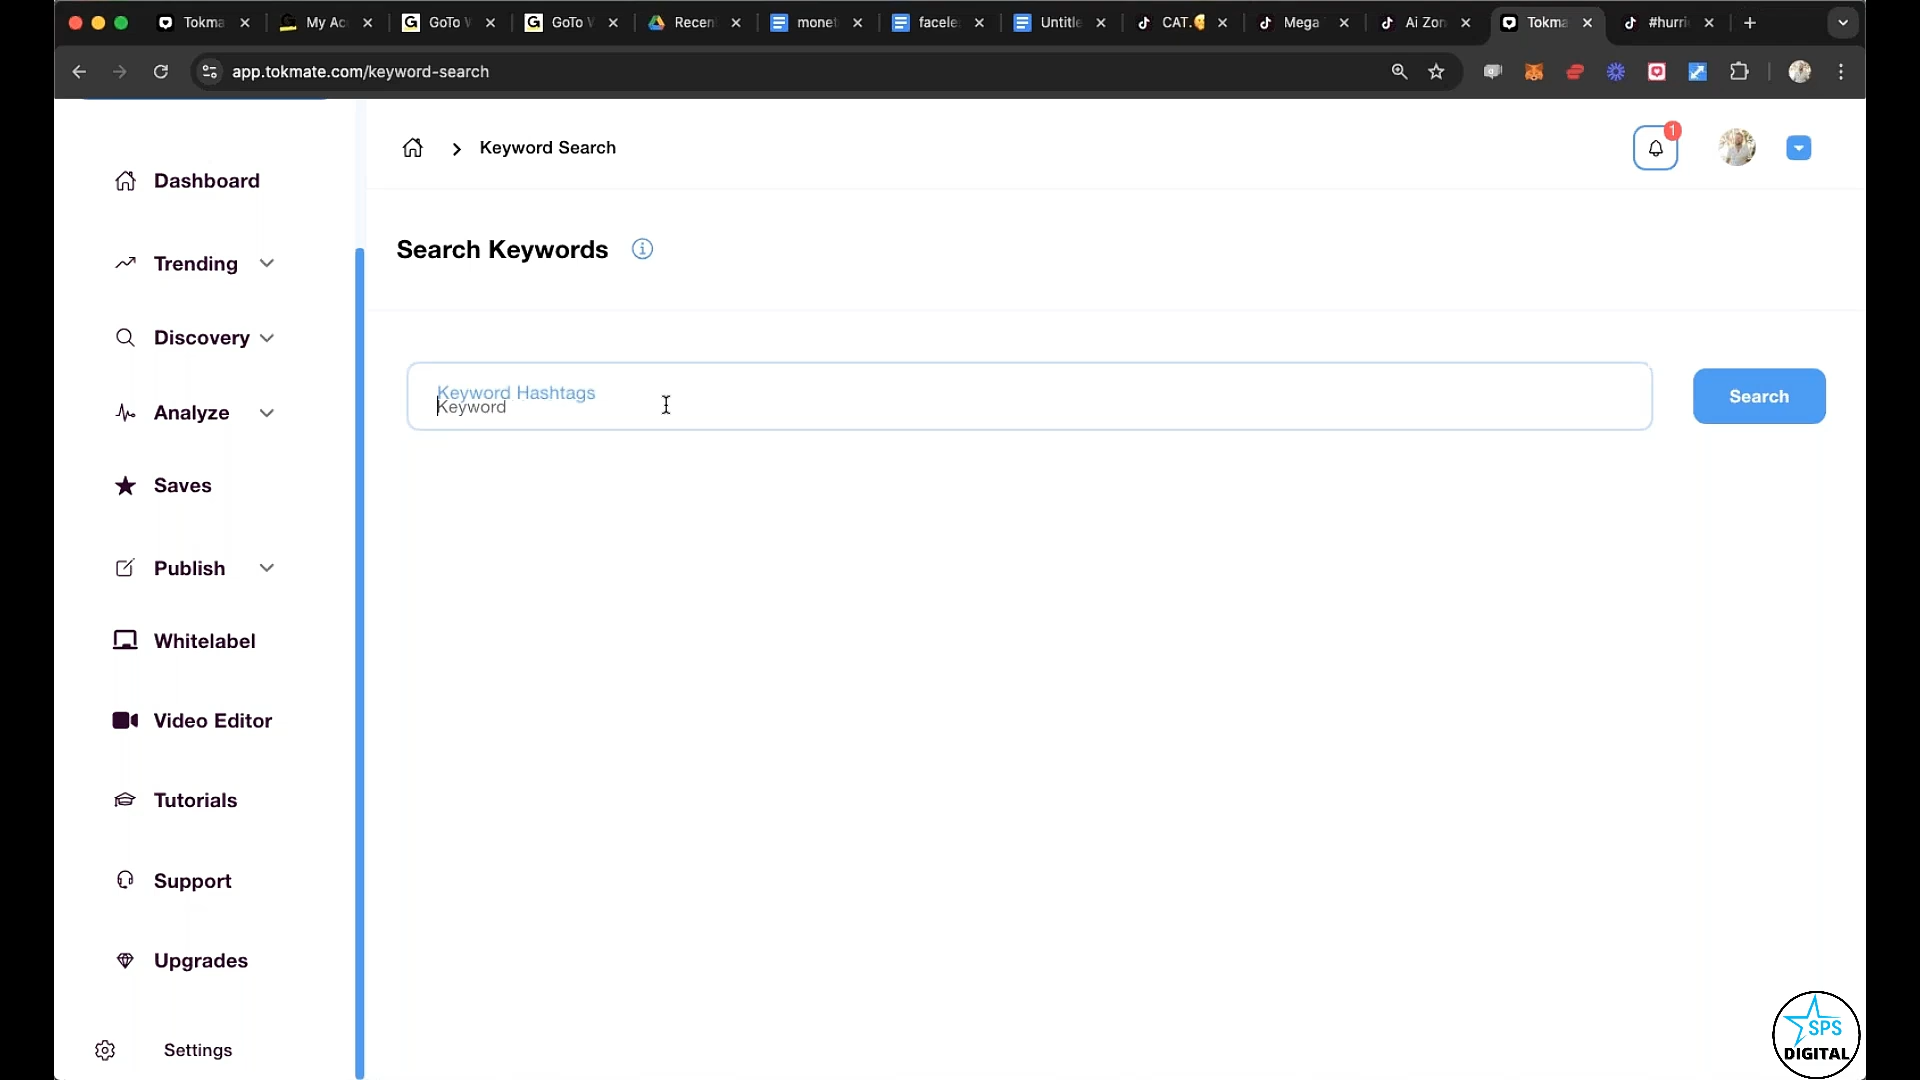 Tokma
My Ac
GoTo W
GoTo W
Recen
monet
facele
Untitle
CAT.
Mega
Ai Zon
Tokma
#hurri
app.tokmate.com/keyword-search
Keyword Search
1
Dashboard
Trending
Discovery
Analyze
Saves
Publish
Whitelabel
Video Editor
Tutorials
Support
Upgrades
Settings
Search Keywords
Keyword Hashtags
Keyword
Search
SPS
DIGITAL